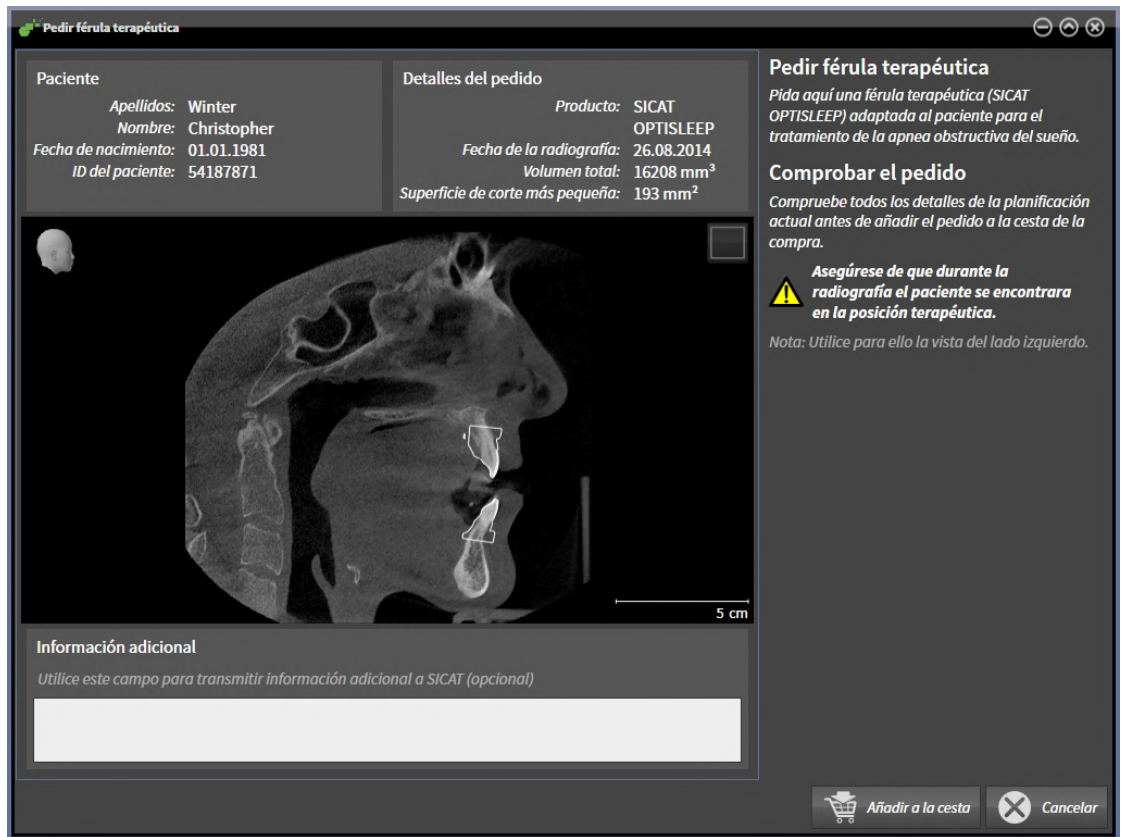 Pedir férula terapéutica
Paciente
Apellidos: Winter
Nombre: Christopher
Fecha de nacimiento: 01.01.1981
ID del paciente: 54187871
Detalles del pedido
Producto: SICAT
OPTISLEEP
Fecha de la radiografía: 26.08.2014
Volumen total: 16208 mm³
Superficie de corte más pequeña: 193 mm²
5 cm
Información adicional
Utilice este campo para transmitir información adicional a SICAT (opcional)
Pedir férula terapéutica
Pida aquí una férula terapéutica (SICAT
OPTISLEEP) adaptada al paciente para el
tratamiento de la apnea obstructiva del sueño.
Comprobar el pedido
Compruebe todos los detalles de la planificación
actual antes de añadir el pedido a la cesta de la
compra.
Asegúrese de que durante la
radiografía el paciente se encontrara
en la posición terapéutica.
Nota: Utilice para ello la vista del lado izquierdo.
Añadir a la cesta
Cancelar